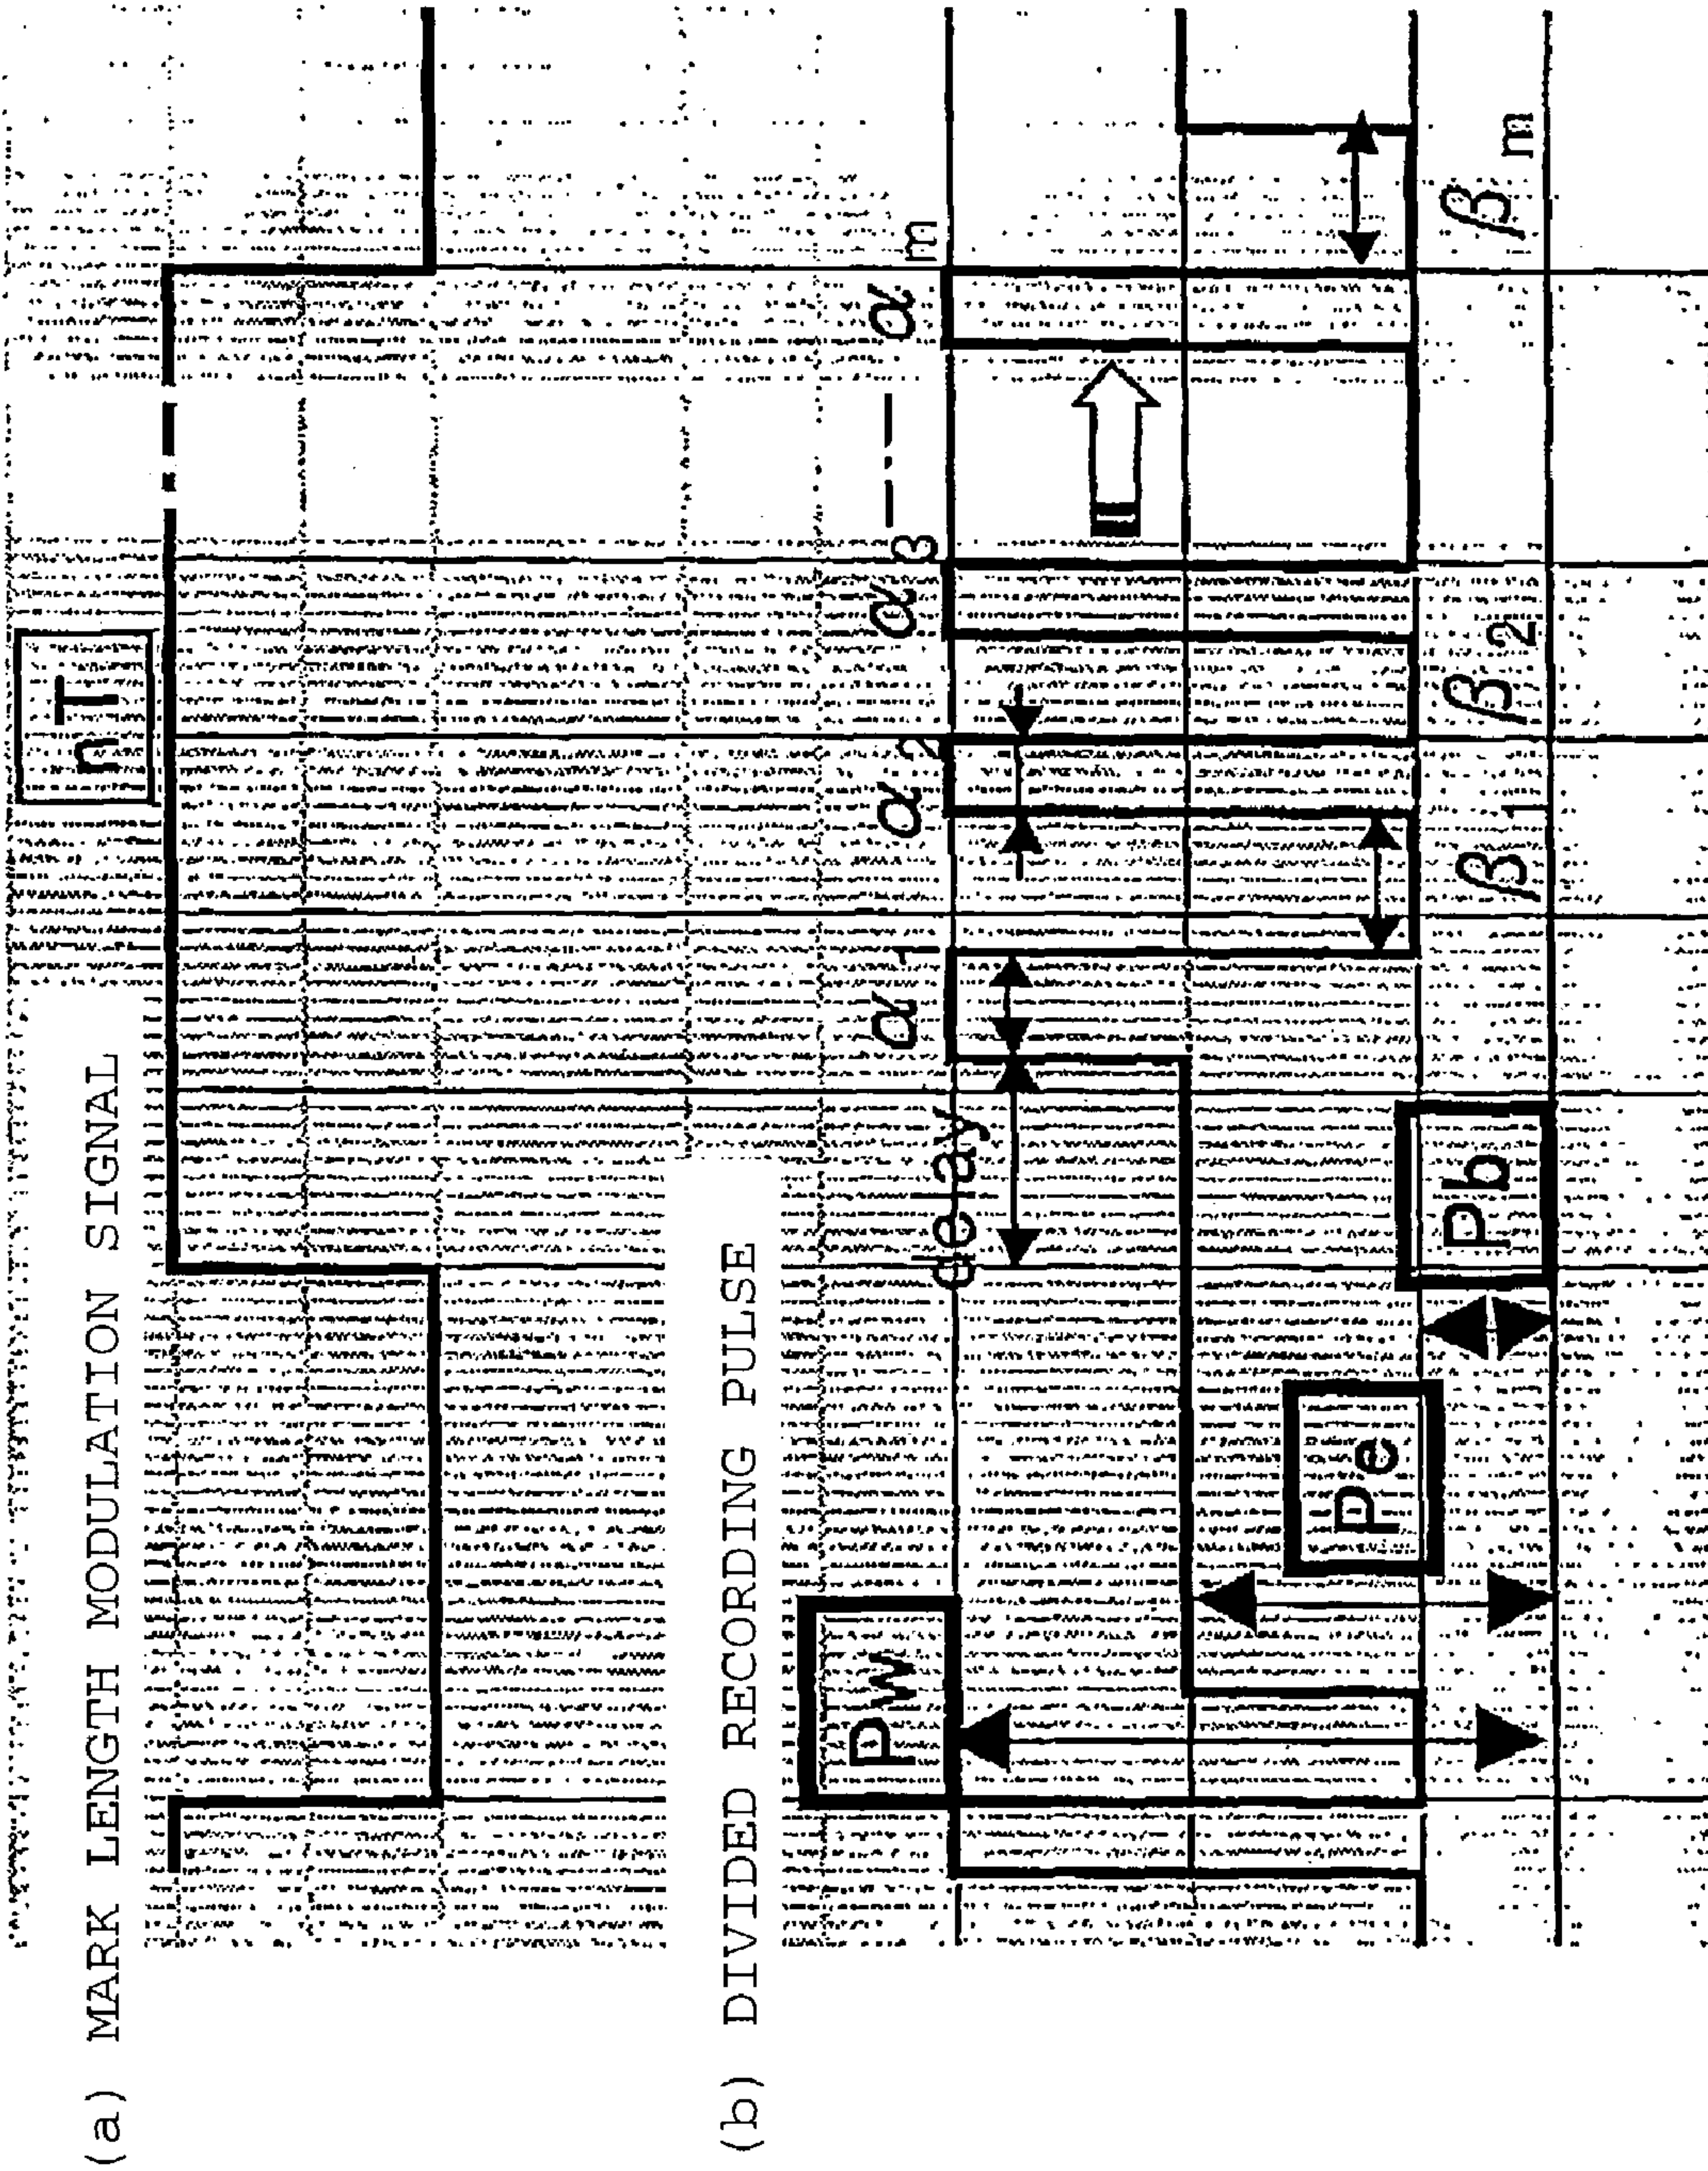 (a) MARK LENGTH MODULATION SIGNAL
nT
(b) DIVIDED RECORDING PULSE
Pw
delay
α1
α2
α3
αm
Pe
Pb
β1
β2
βm